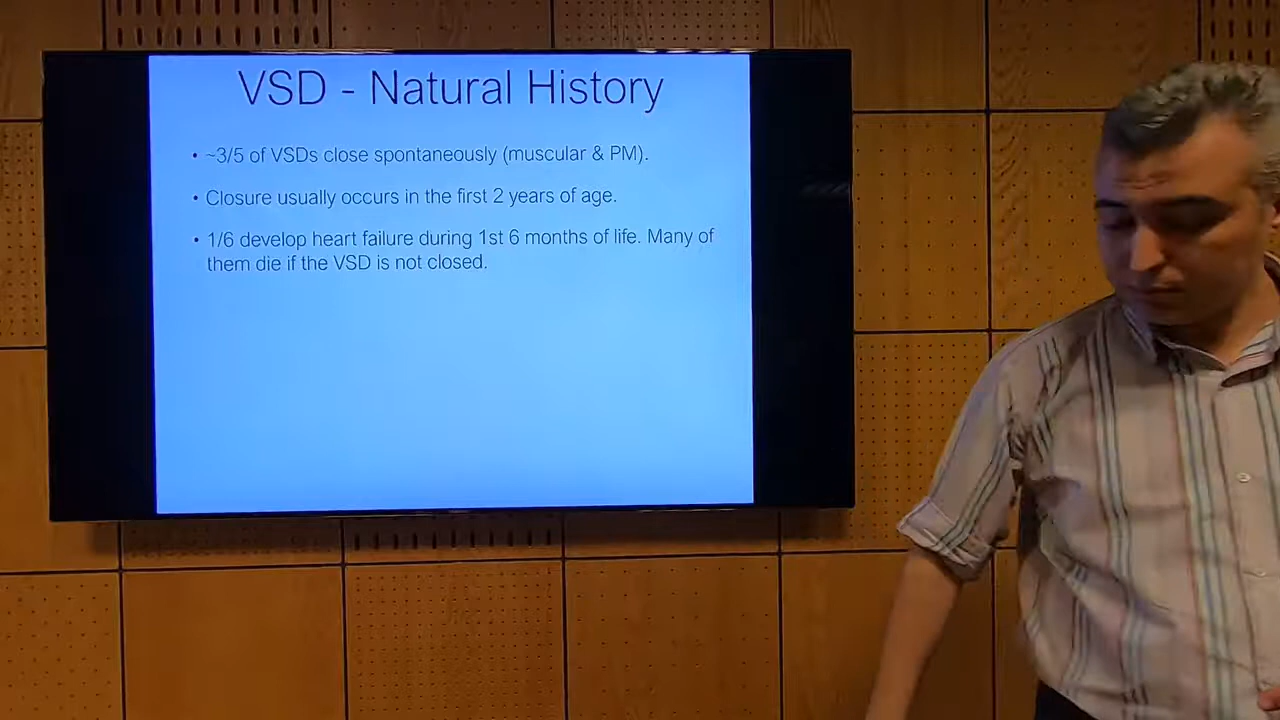 VSD - Natural History
• ~3/5 of VSDs close spontaneously (muscular & PM).
• Closure usually occurs in the first 2 years of age.
• 1/6 develop heart failure during 1st 6 months of life. Many of
them die if the VSD is not closed.